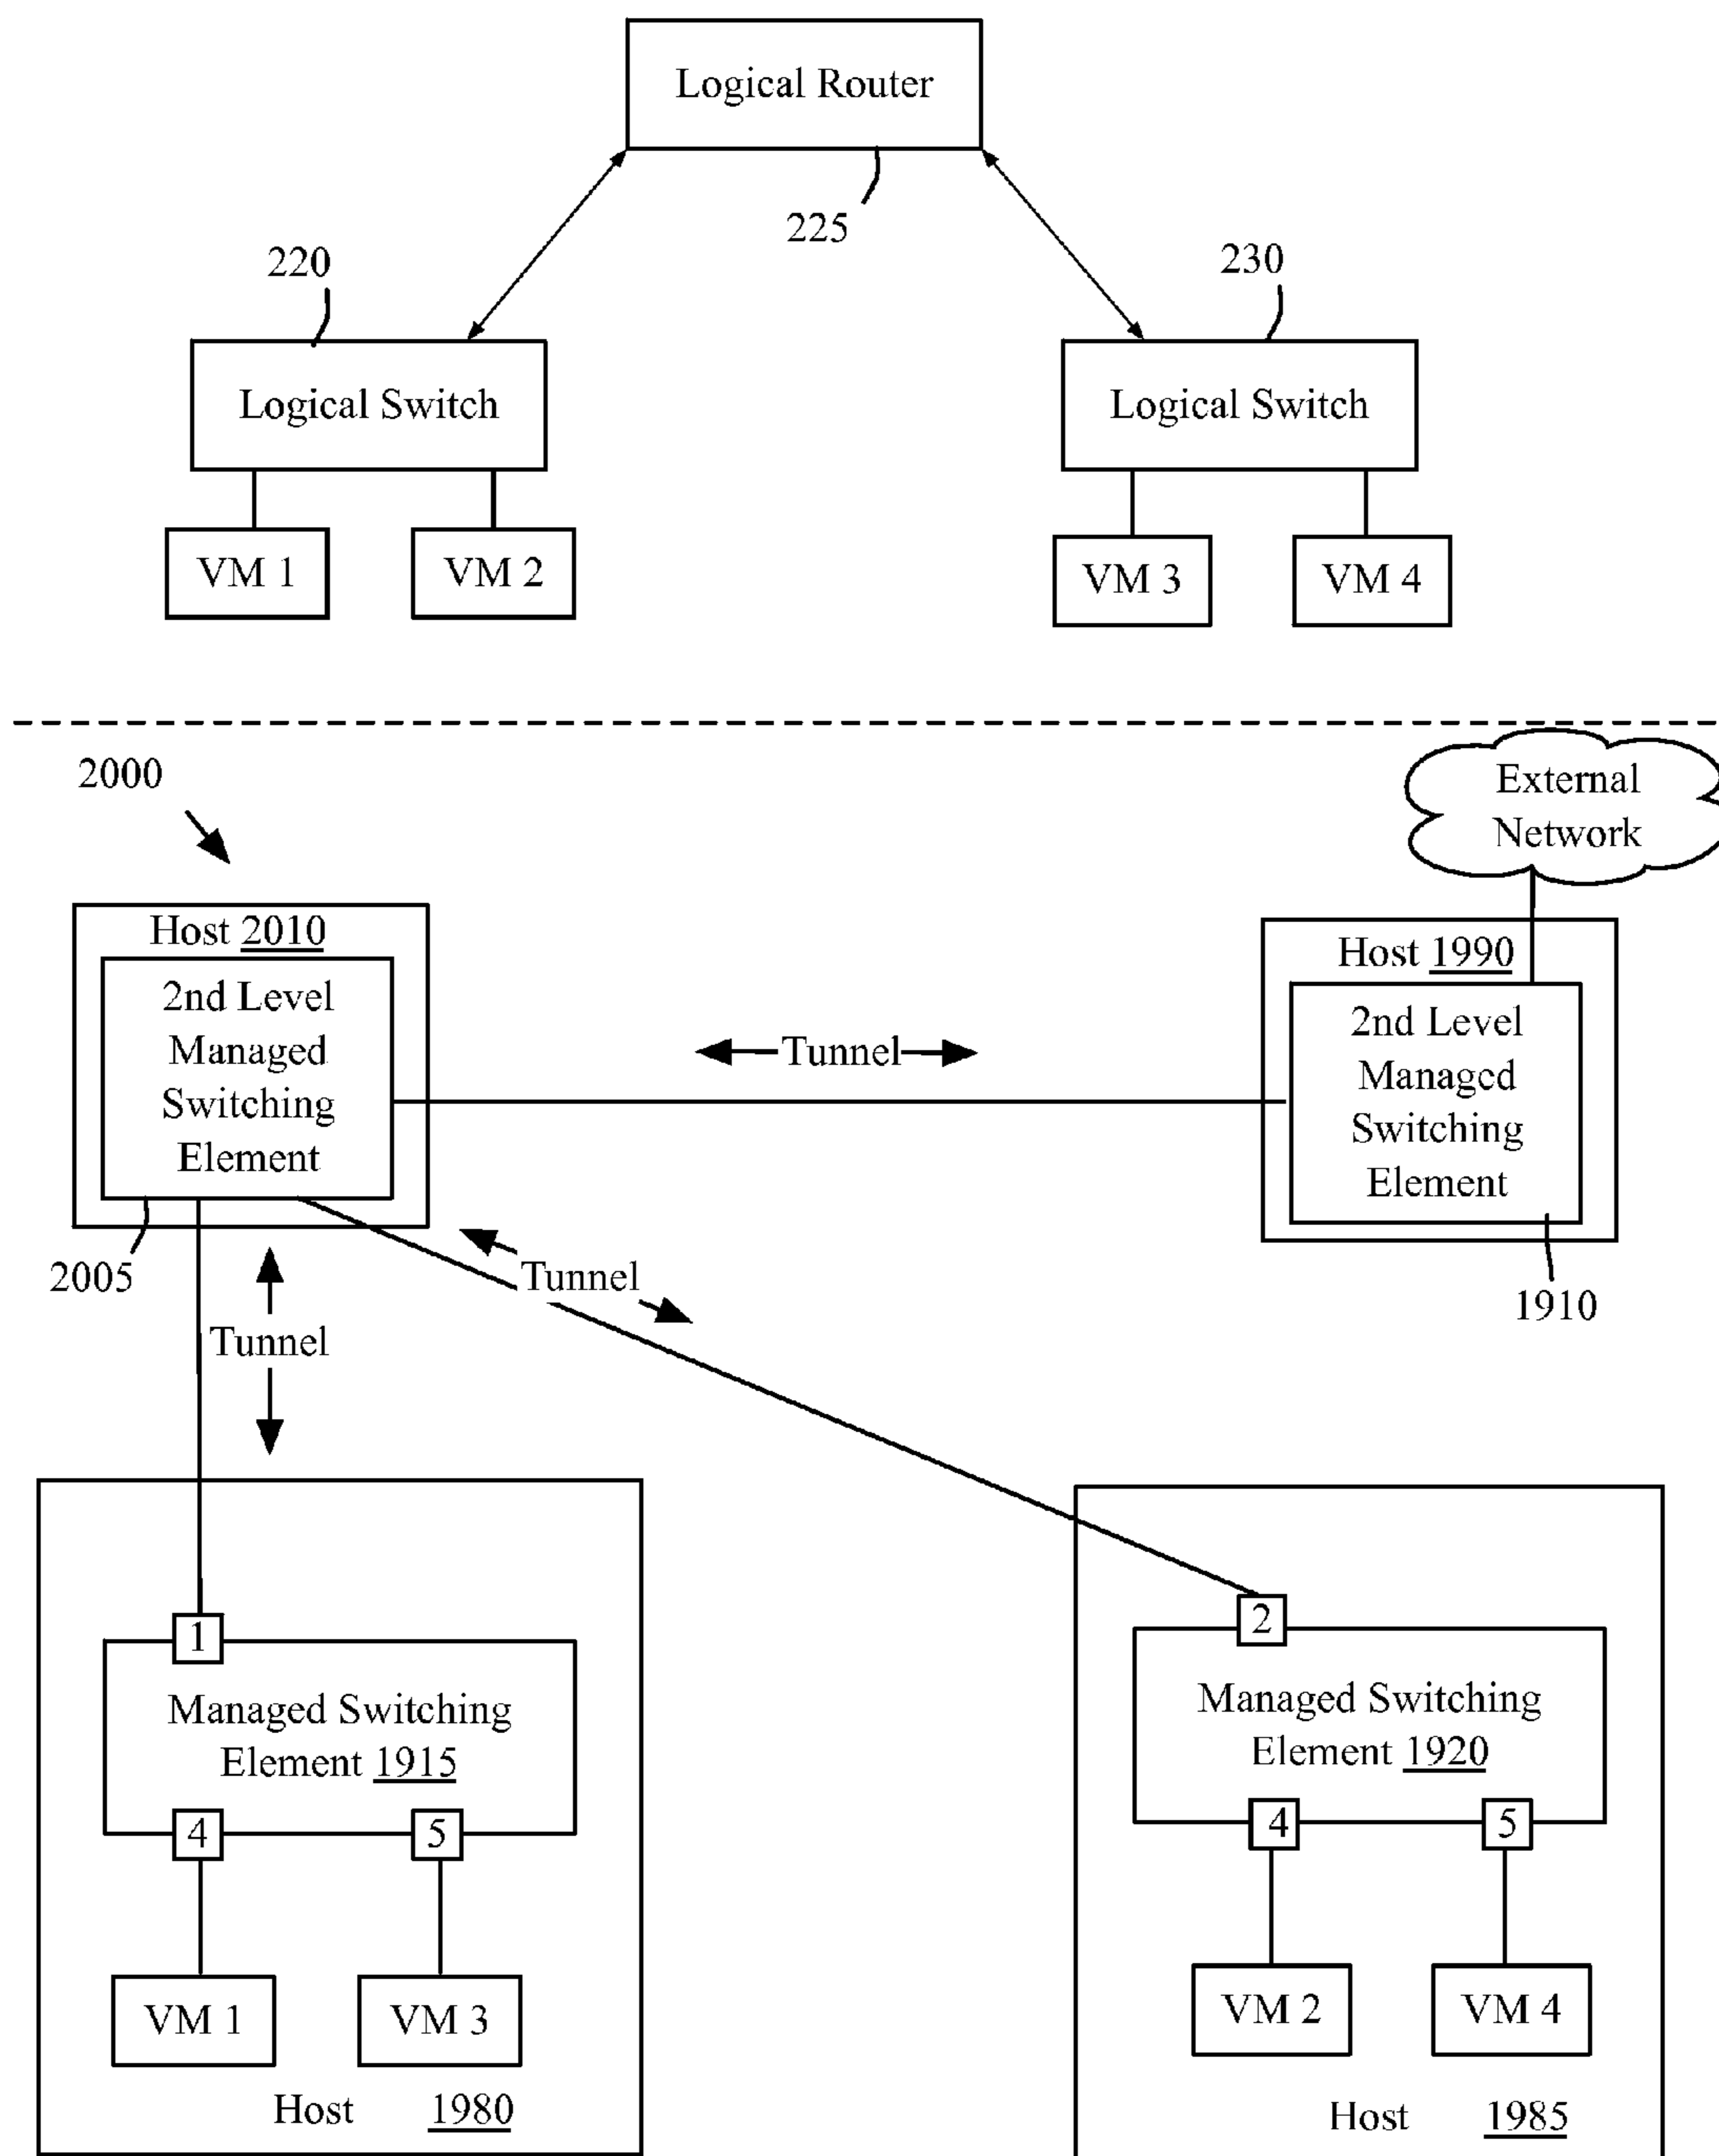 Logical Router
225
220
230
Logical Switch
Logical Switch
VM 1
VM 2
VM 3
VM 4
2000
External
Network
Host 2010
2nd Level
Managed
Switching
Element
2005
Host 1990
2nd Level
Managed
Switching
Element
1910
Tunnel
Tunnel
Tunnel
1
Managed Switching
Element 1915
4
5
VM 1
VM 3
Host 1980
2
Managed Switching
Element 1920
4
5
VM 2
VM 4
Host 1985